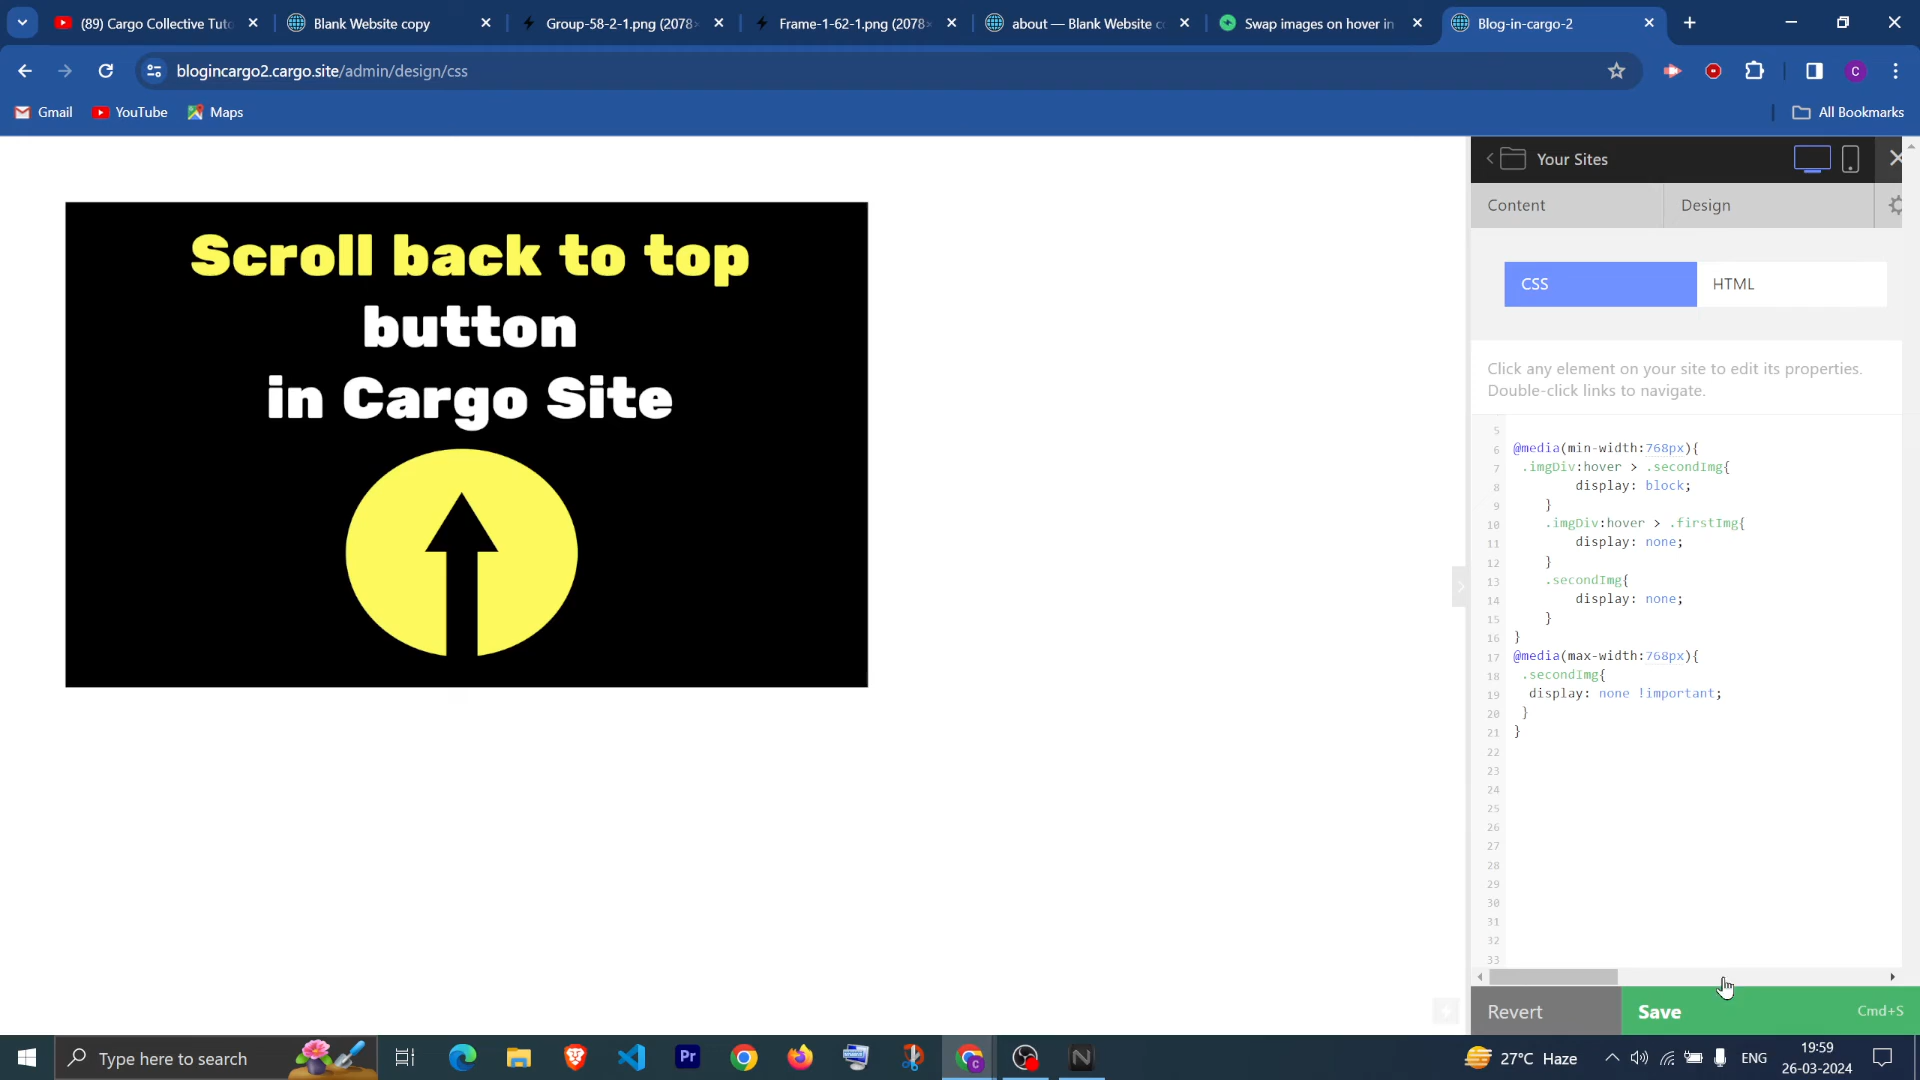 (89) Cargo Collective Tuto
Blank Website copy
Group-58-2-1.png (2078×
Frame-1-62-1.png (2078×
about — Blank Website co
Swap images on hover in
Blog-in-cargo-2
blogincargo2.cargo.site/admin/design/css
C
Gmail
YouTube
Maps
All Bookmarks
Your Sites
Content
Design
CSS
HTML
Click any element on your site to edit its properties.
Double-click links to navigate.
Scroll back to top
button
in Cargo Site
5
6 @media(min-width:768px){
7 .imgDiv:hover > .secondImg{
8 display: block;
9 }
10 .imgDiv:hover > .firstImg{
11 display: none;
12 }
13 .secondImg{
14 display: none;
15 }
16 }
17 @media(max-width:768px){
18 .secondImg{
19 display: none !important;
20 }
21 }
22
23
24
25
26
27
28
29
30
31
32
33
Revert
Save
Cmd+S
Type here to search
Pr
C
N
27°C Haze
ENG
19:59
26-03-2024